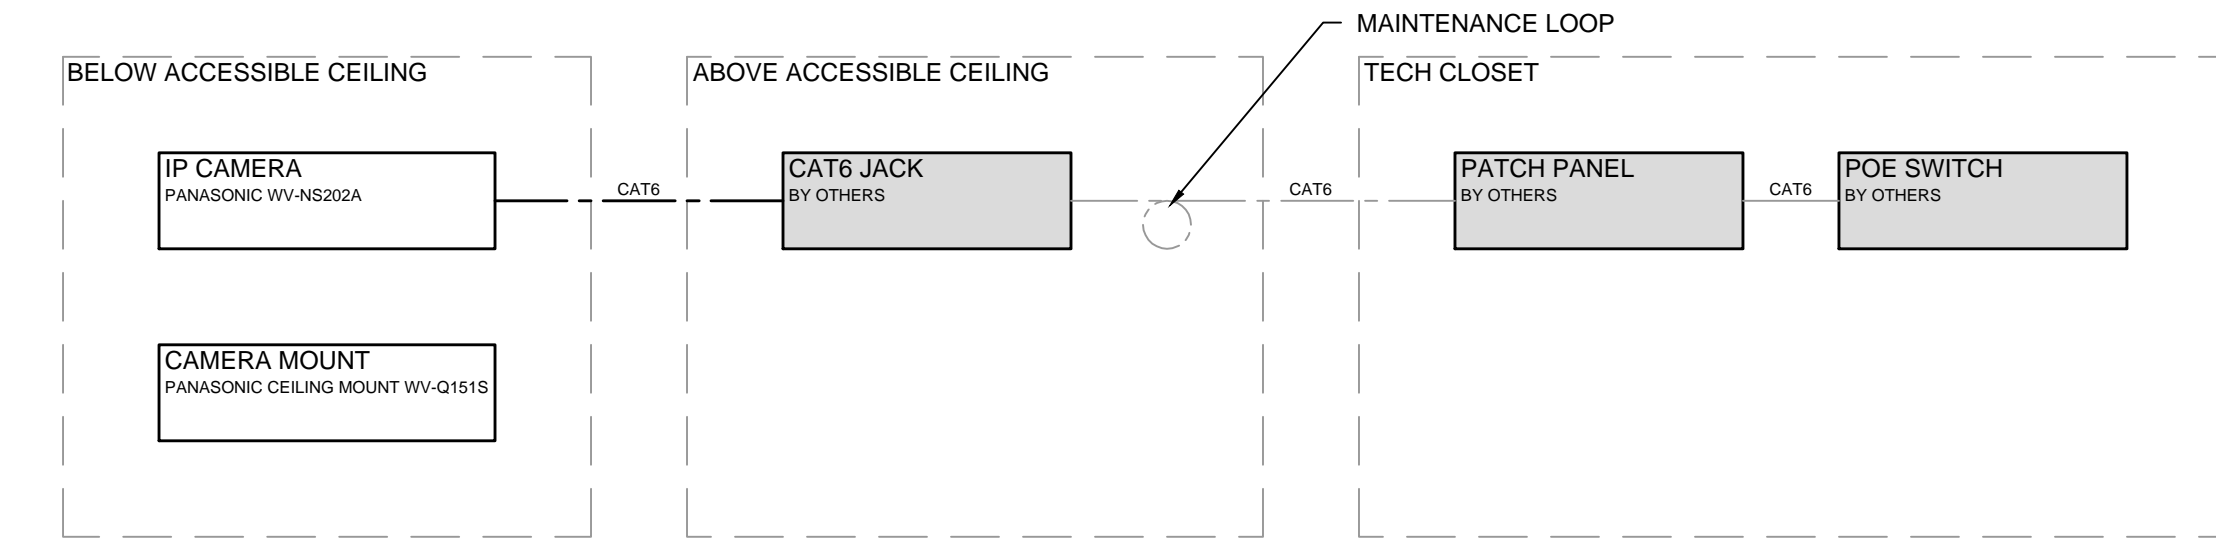 MAINTENANCE LOOP
BELOW ACCESSIBLE CEILING
ABOVE ACCESSIBLE CEILING
TECH CLOSET
IP CAMERA
PANASONIC WV-NS202A
CAT6
CAT6 JACK
BY OTHERS
CAT6
PATCH PANEL
BY OTHERS
CAT6
POE SWITCH
BY OTHERS
CAMERA MOUNT
PANASONIC CEILING MOUNT WV-Q151S